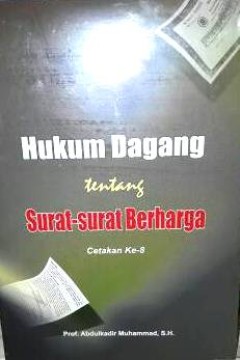 Hukum Dagang
tentang
Surat-surat Berharga
Cetakan Ke-8
Prof. Abdulkadir Muhammad, S.H.